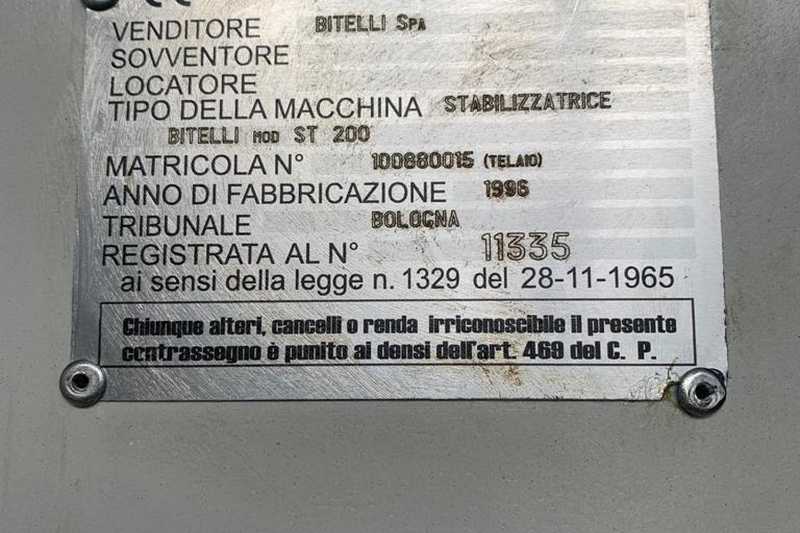 VENDITORE BITELLI SpA
SOVVENTORE
LOCATORE
TIPO DELLA MACCHINA STABILIZZATRICE
BITELLI MOD ST 200
MATRICOLA N° 100880015 (TELAIO)
ANNO DI FABBRICAZIONE 1996
TRIBUNALE BOLOGNA
REGISTRATA AL N° 11335
ai sensi della legge n. 1329 del 28-11-1965
Chiunque alteri, cancelli o renda irriconoscibile il presente
contrassegno è punito ai densi dell'art. 469 del C. P.